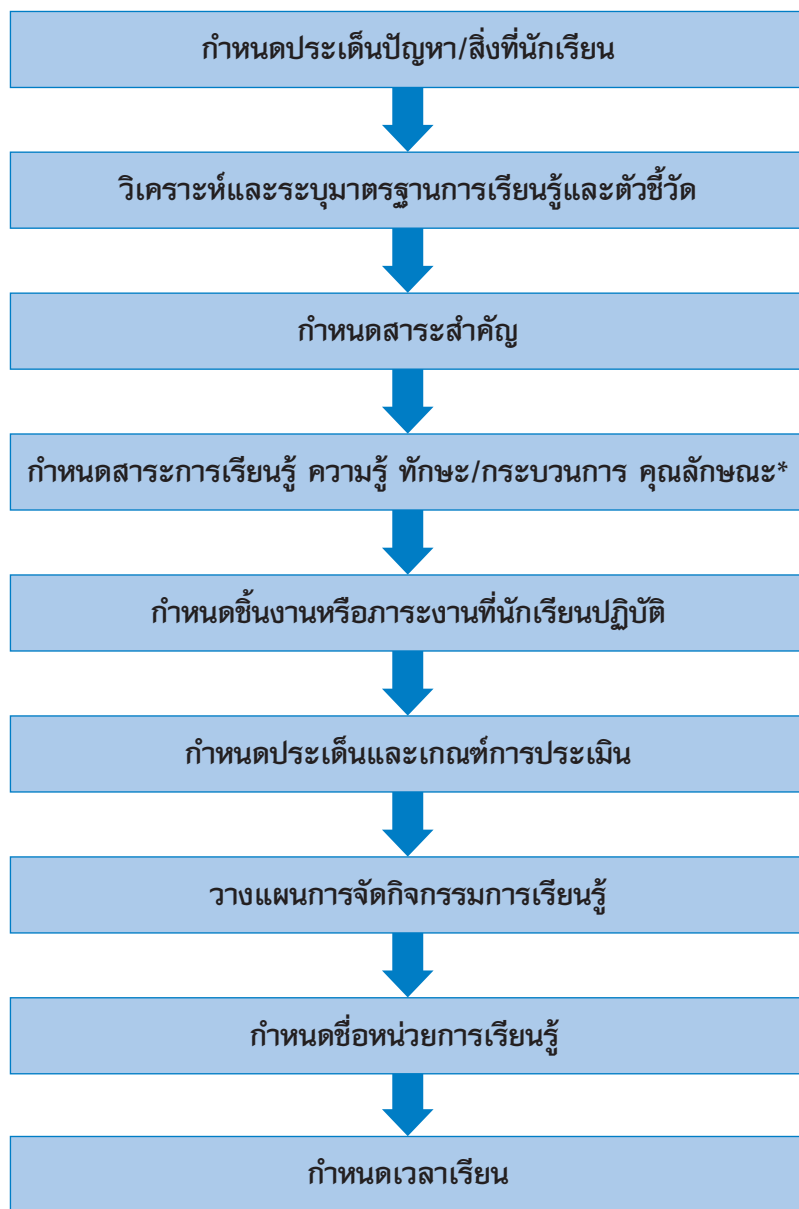 กำหนดประเด็นปัญหา/สิ่งที่นักเรียน
วิเคราะห์และระบุมาตรฐานการเรียนรู้และตัวชี้วัด
กำหนดสาระสำคัญ
กำหนดสาระการเรียนรู้ ความรู้ ทักษะ/กระบวนการ คุณลักษณะ*
กำหนดชิ้นงานหรือภาระงานที่นักเรียนปฏิบัติ
กำหนดประเด็นและเกณฑ์การประเมิน
วางแผนการจัดกิจกรรมการเรียนรู้
กำหนดชื่อหน่วยการเรียนรู้
กำหนดเวลาเรียน